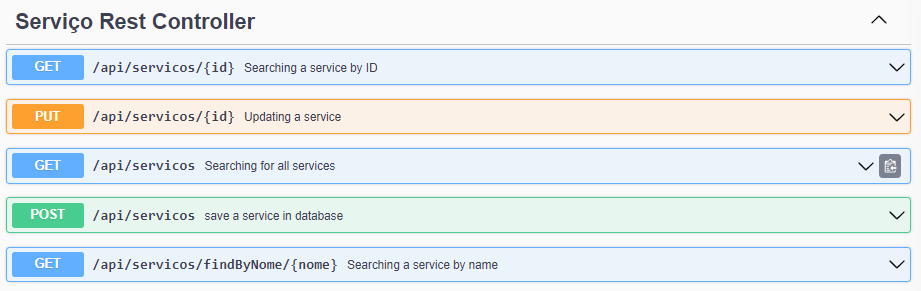 Serviço Rest Controller
GET /api/servicos/{id} Searching a service by ID
PUT /api/servicos/{id} Updating a service
GET /api/servicos Searching for all services
POST /api/servicos save a service in database
GET /api/servicos/findByNome/{nome} Searching a service by name